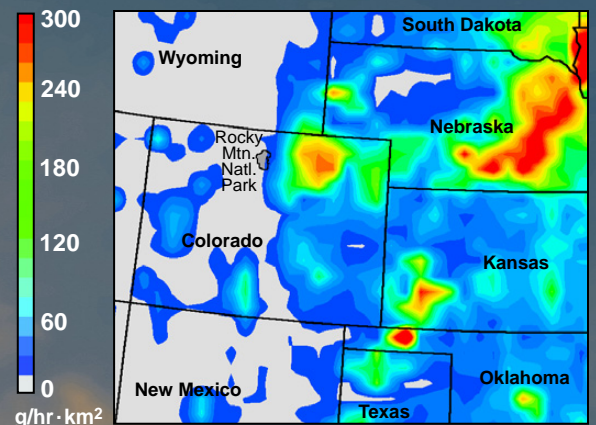 300
240
180
120
60
0
g/hr·km²
South Dakota
Wyoming
Nebraska
Rocky
Mtn.
Natl.
Park
Colorado
Kansas
New Mexico
Oklahoma
Texas